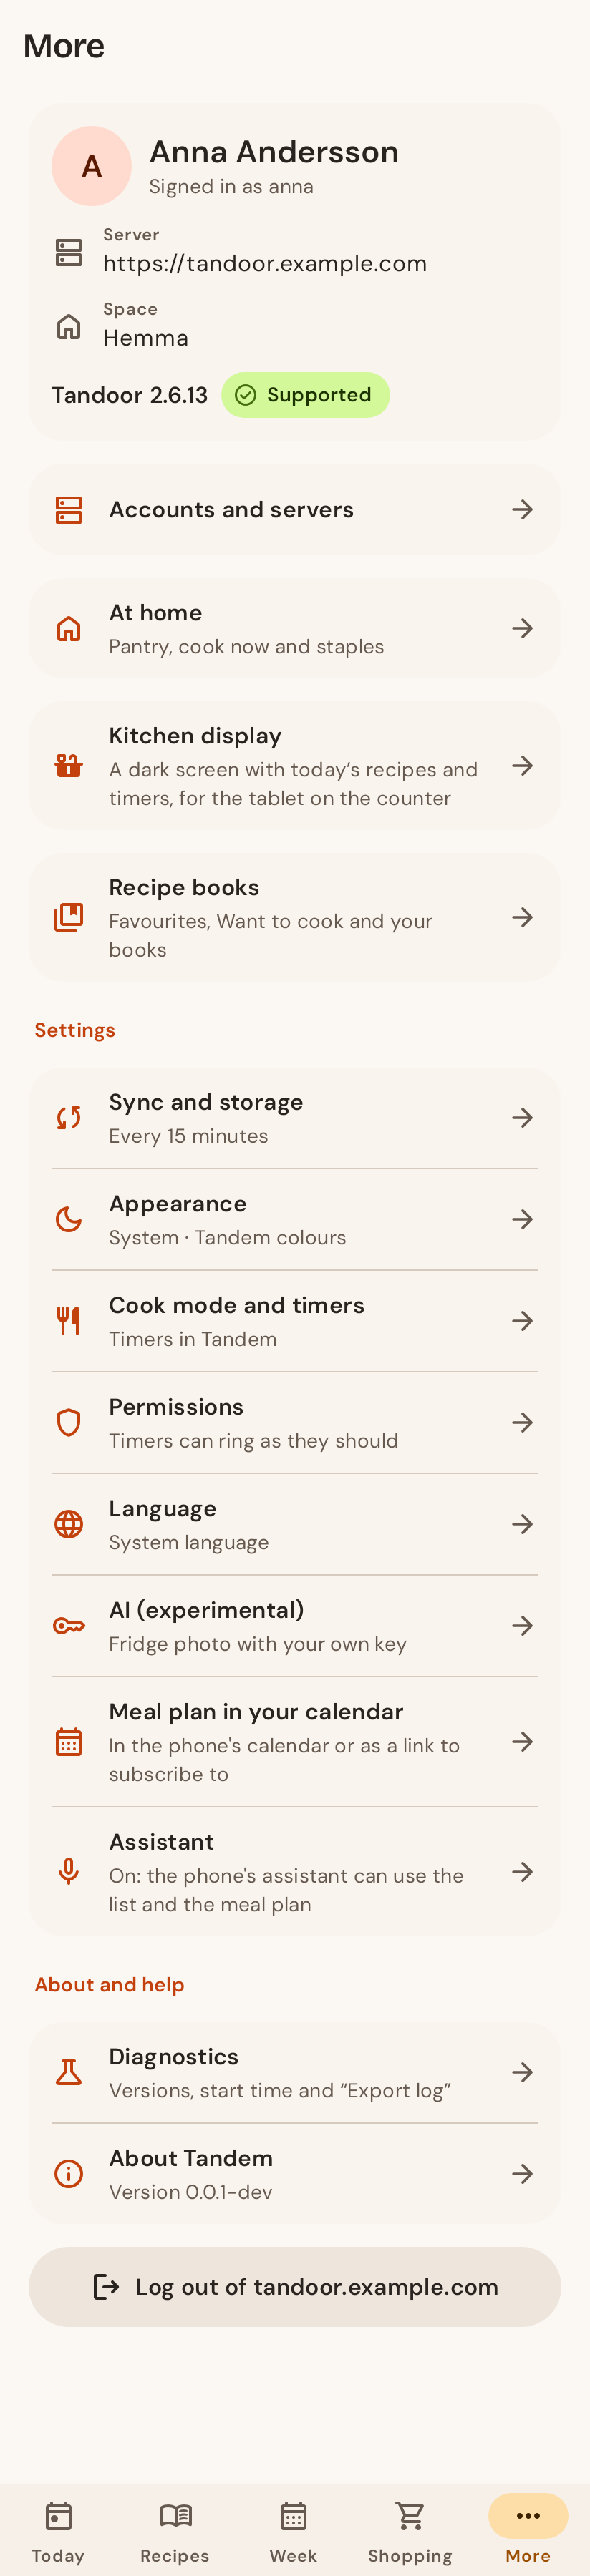 More
A
Anna Andersson
Signed in as anna
Server
https://tandoor.example.com
Space
Hemma
Tandoor 2.6.13
Supported
Accounts and servers
At home
Pantry, cook now and staples
Kitchen display
A dark screen with today’s recipes and
timers, for the tablet on the counter
Recipe books
Favourites, Want to cook and your
books
Settings
Sync and storage
Every 15 minutes
Appearance
System · Tandem colours
Cook mode and timers
Timers in Tandem
Permissions
Timers can ring as they should
Language
System language
AI (experimental)
Fridge photo with your own key
Meal plan in your calendar
In the phone's calendar or as a link to
subscribe to
Assistant
On: the phone's assistant can use the
list and the meal plan
About and help
Diagnostics
Versions, start time and “Export log”
About Tandem
Version 0.0.1-dev
Log out of tandoor.example.com
Today
Recipes
Week
Shopping
More